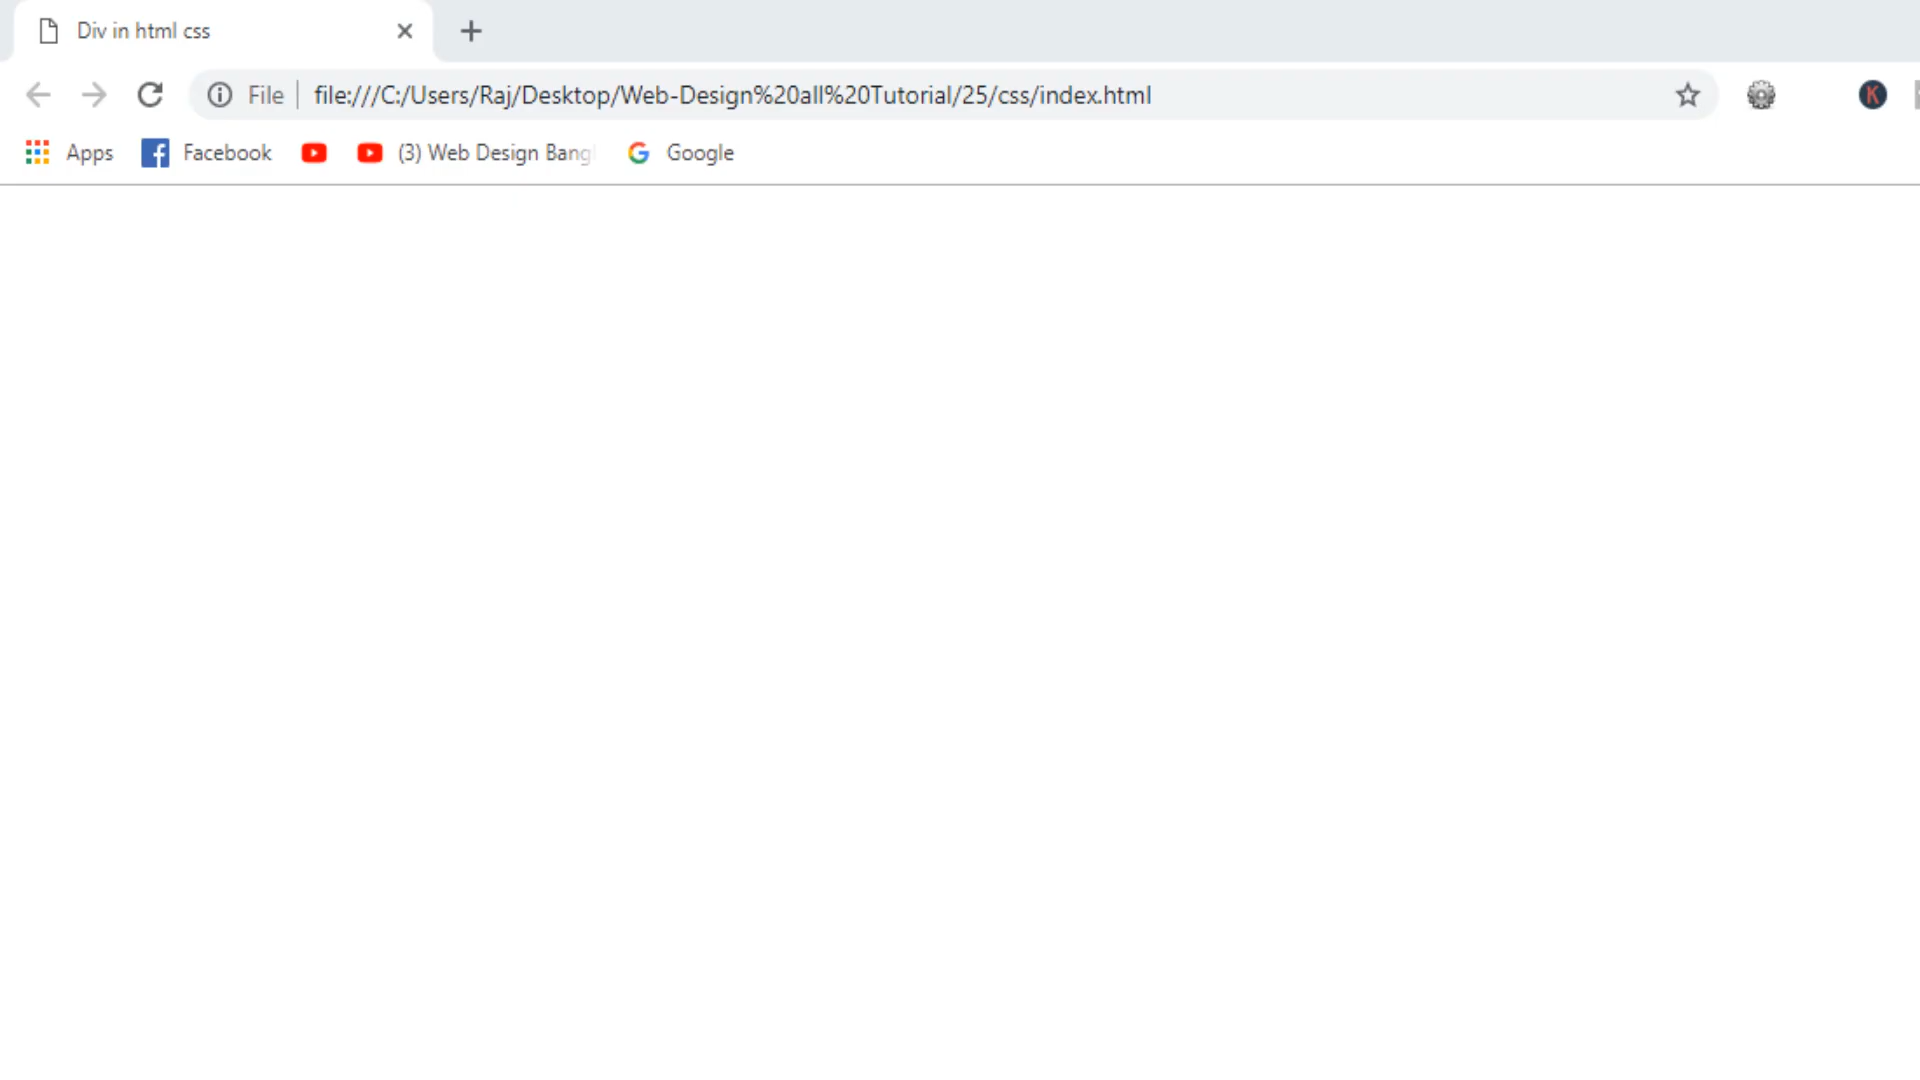 Div in html css
File file:///C:/Users/Raj/Desktop/Web-Design%20all%20Tutorial/25/css/index.html K
Apps Facebook (3) Web Design Bang Google